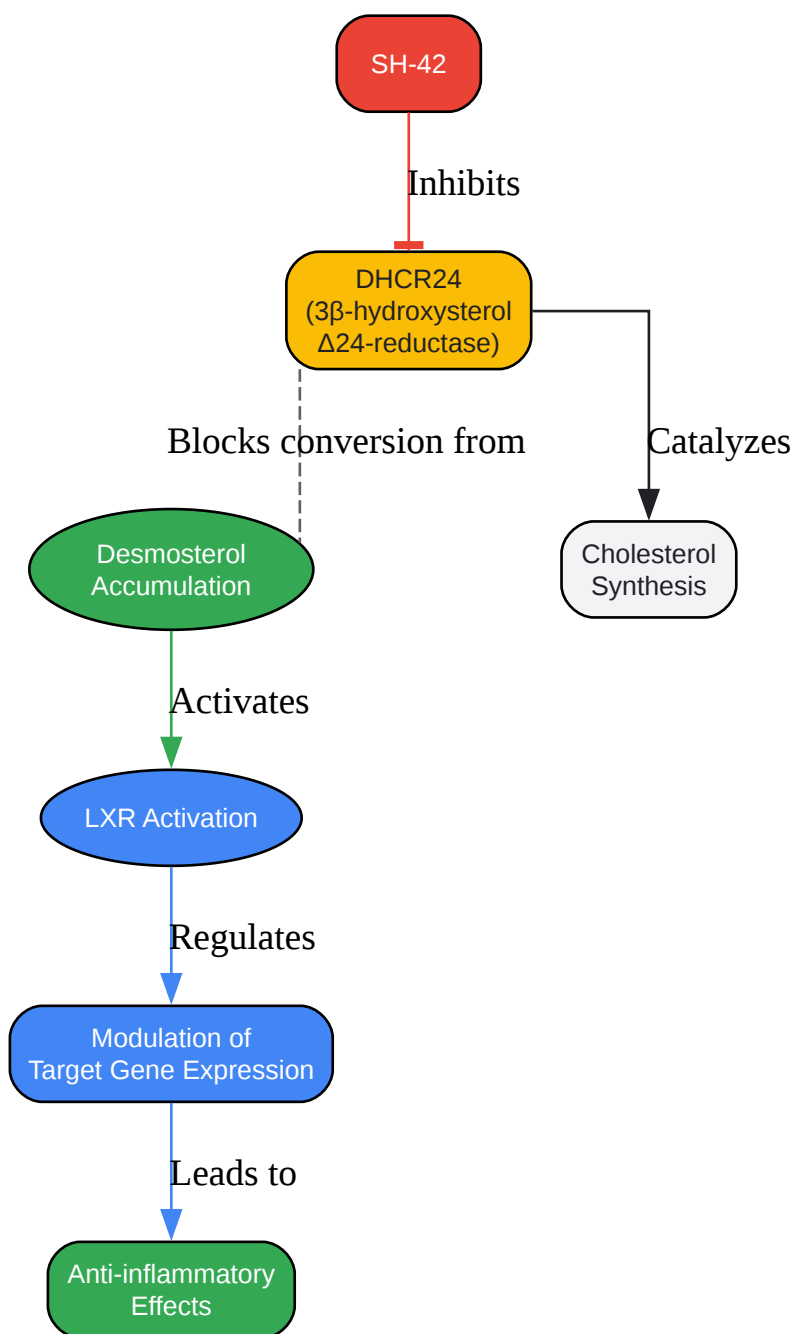 SH-42
Inhibits
DHCR24
(3β-hydroxysterol
Δ24-reductase)
Blocks conversion from
Catalyzes
Desmosterol
Accumulation
Cholesterol
Synthesis
Activates
LXR Activation
Regulates
Modulation of
Target Gene Expression
Leads to
Anti-inflammatory
Effects